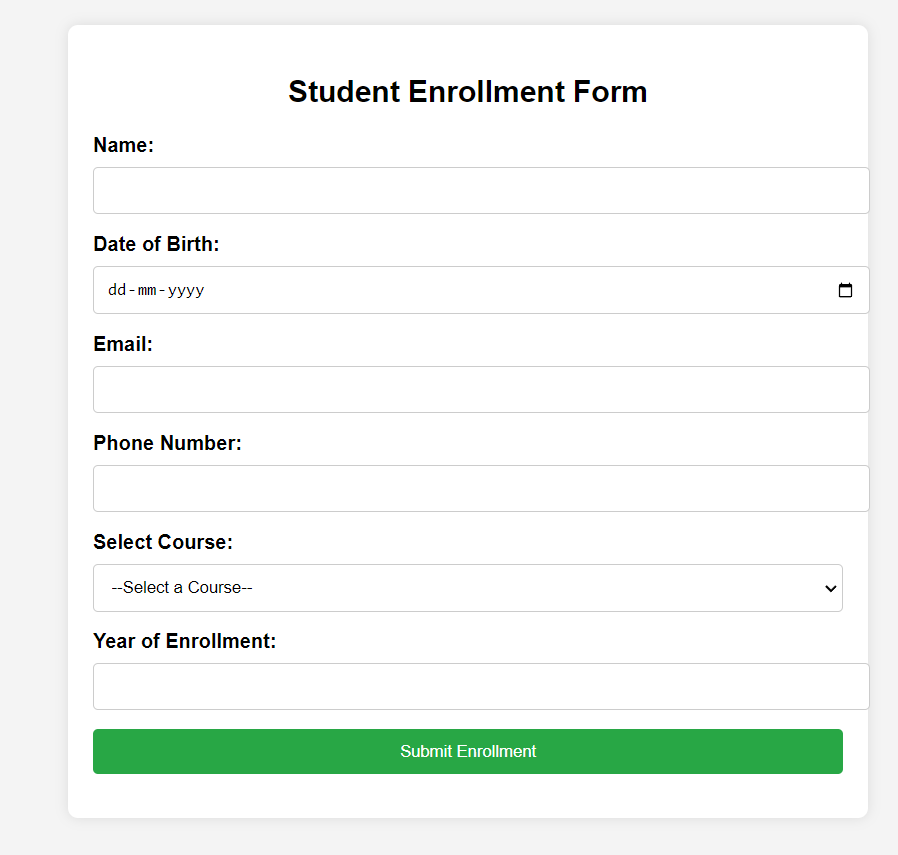 Student Enrollment Form
Name:
Date of Birth:
dd-mm-yyyy
Email:
Phone Number:
Select Course:
--Select a Course--
Year of Enrollment:
Submit Enrollment